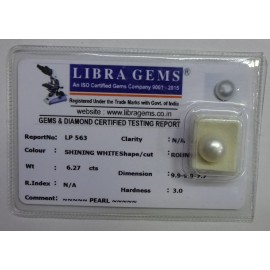 LIBRA GEMS®
An ISO Certified Gems Company 9001-2015
Registered Under the Trade Marks with Govt. of India
website : www.libragems.co.in
GEMS & DIAMOND CERTIFIED TESTING REPORT
ReportNo: LP 563 Clarity N/A
Colour : SHINING WHITE Shape/cut ROUN
Wt 6.27 cts Dimension
R.Index : N/A Hardness 3.0
Comment PEARL